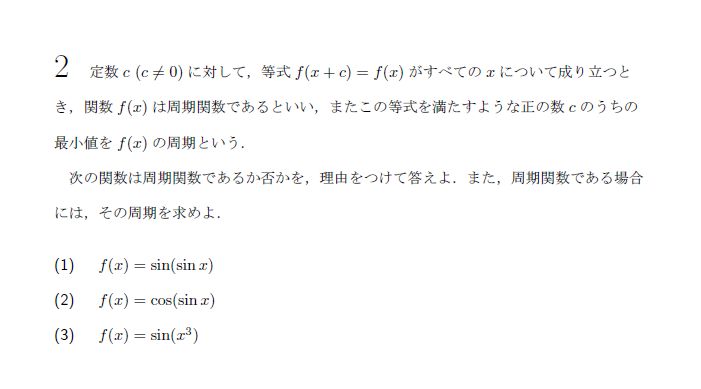 2 定数 c (c ≠ 0) に対して，等式 f(x + c) = f(x) がすべての x について成り立つと
き，関数 f(x) は周期関数であるといい，またこの等式を満たすような正の数 c のうちの
最小値を f(x) の周期という．
次の関数は周期関数であるか否かを，理由をつけて答えよ．また，周期関数である場合
には，その周期を求めよ．
(1) f(x) = sin(sin x)
(2) f(x) = cos(sin x)
(3) f(x) = sin(x³)